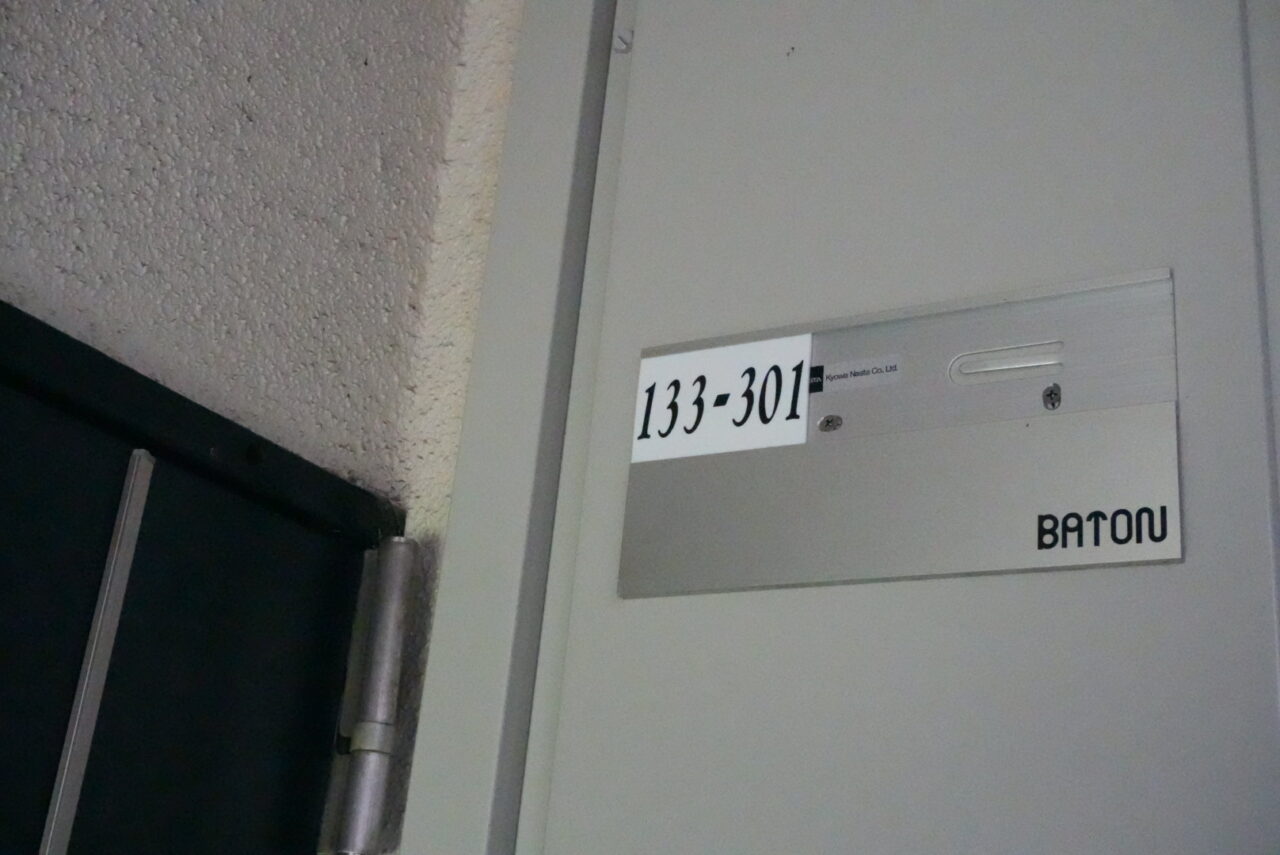 133-301
Kyowa Nasta Co., Ltd.
BATON